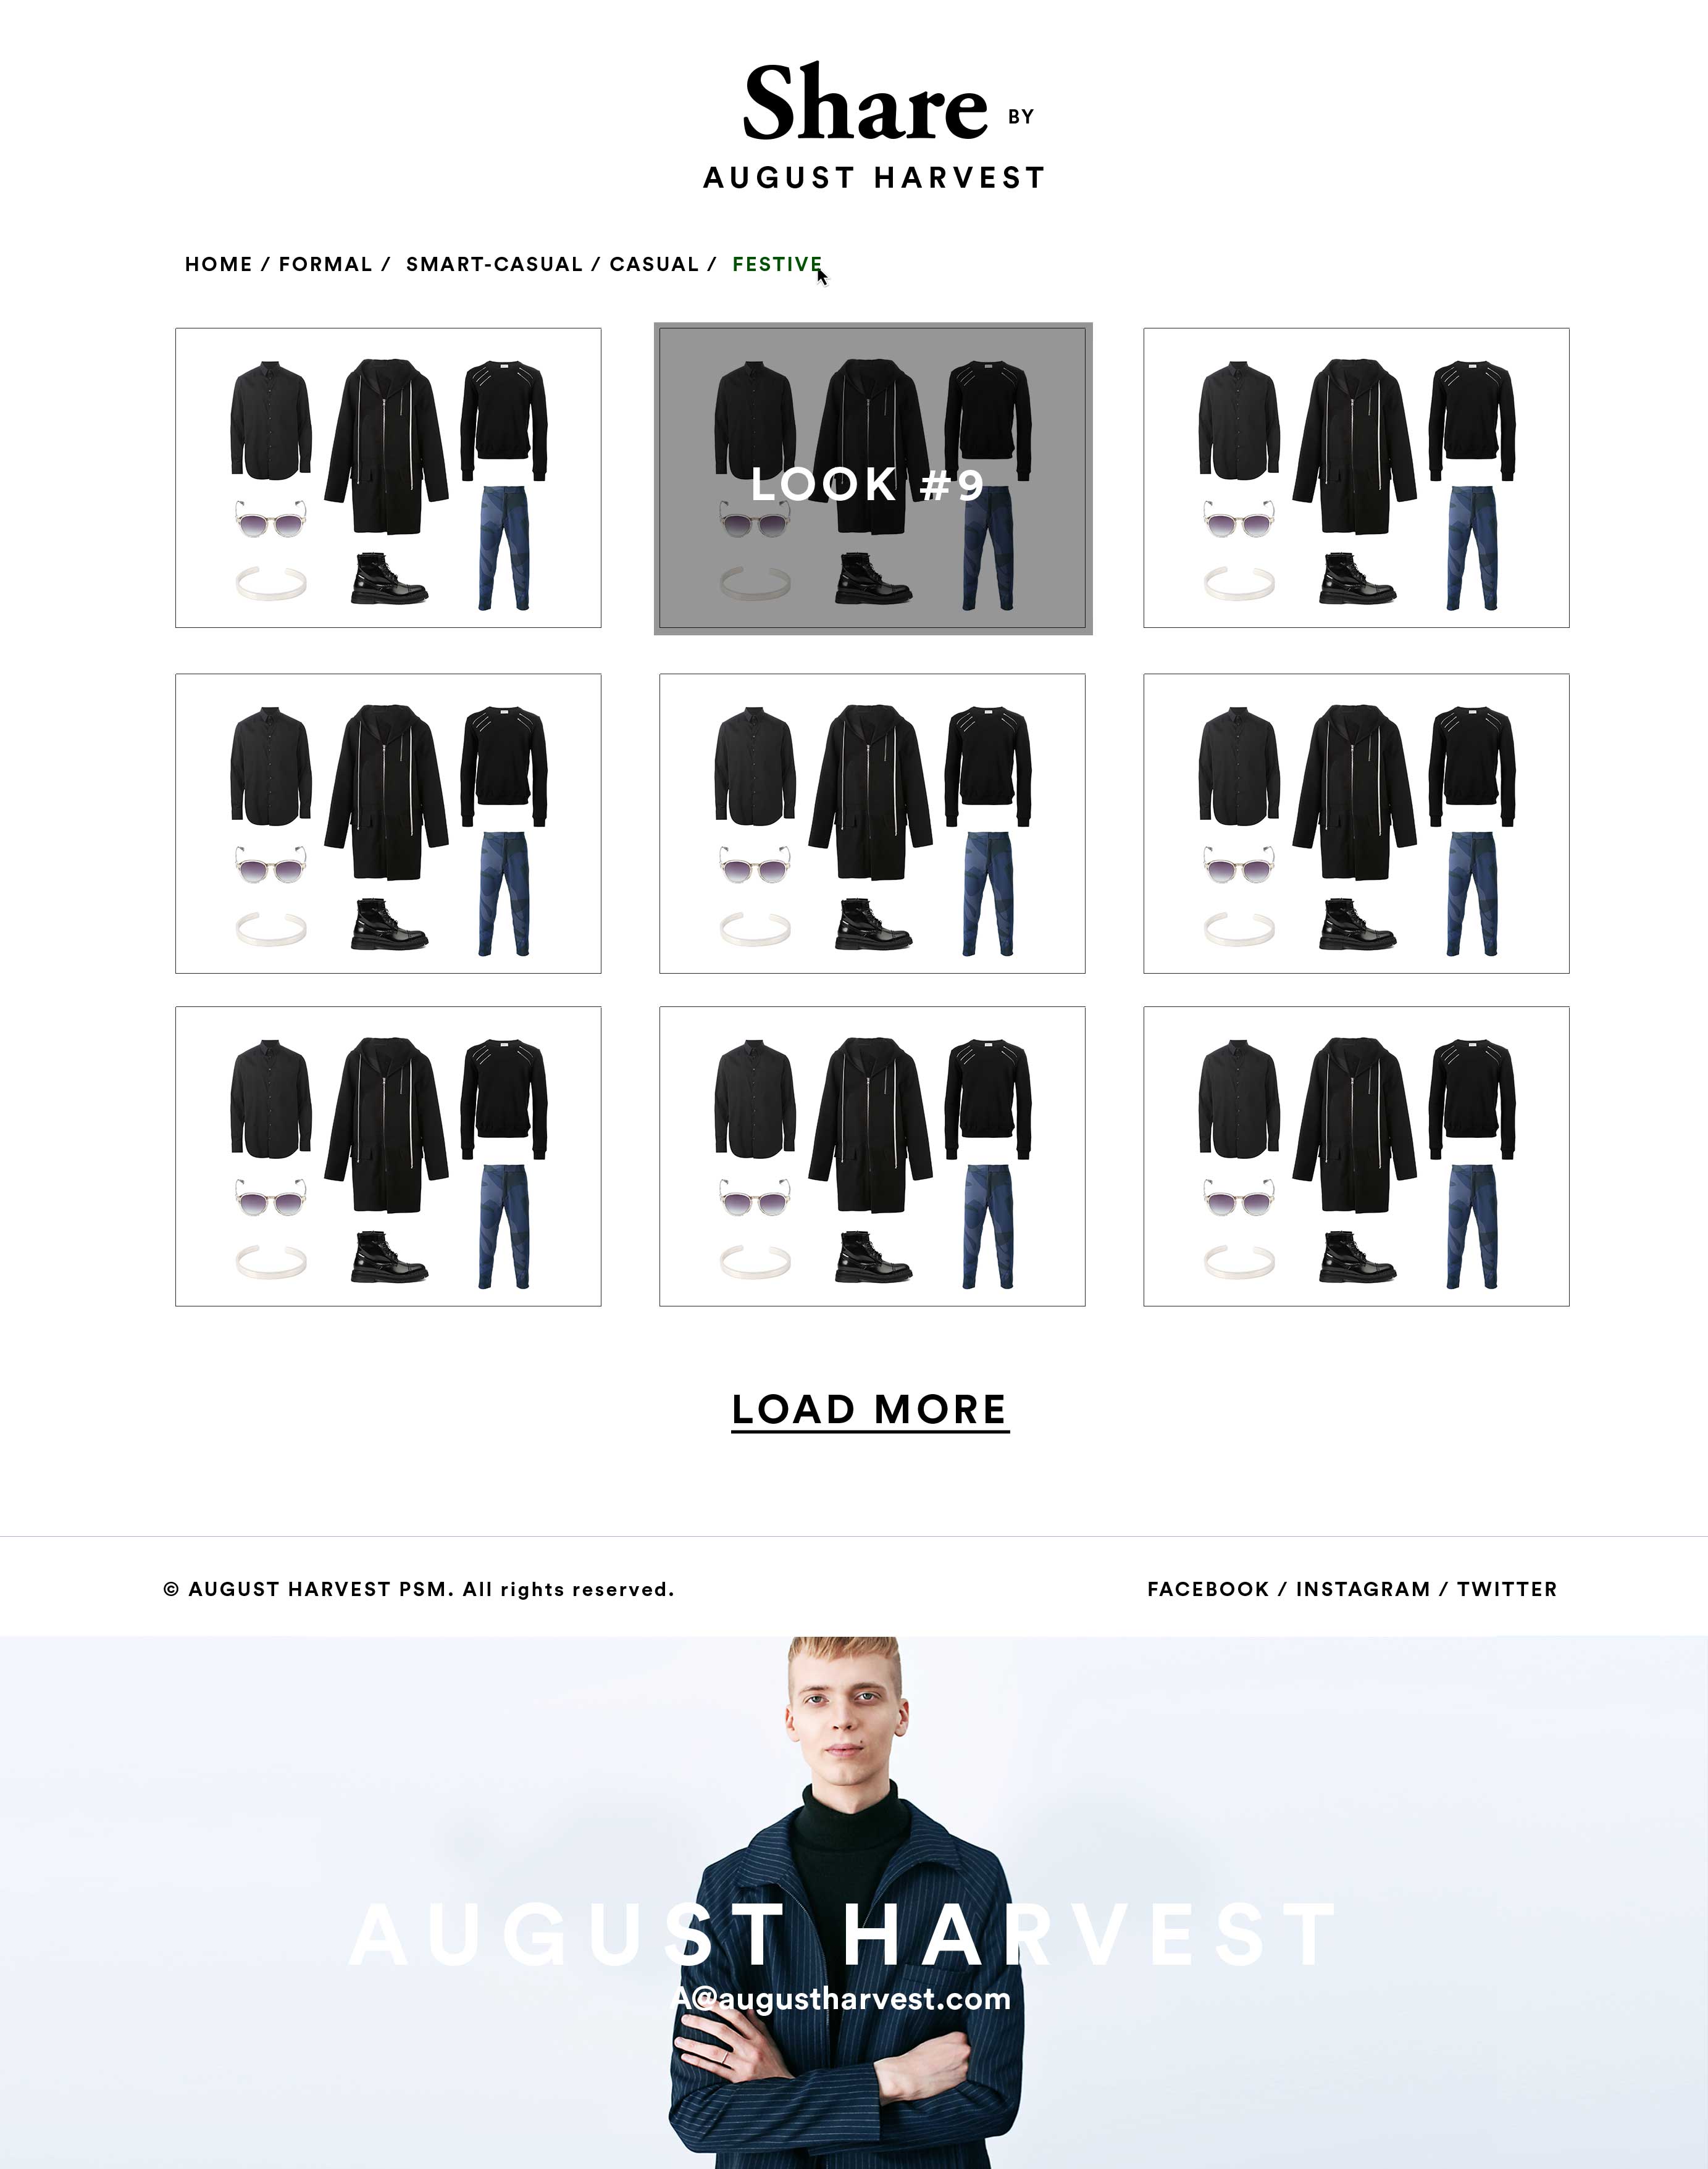 Share BY
AUGUST HARVEST
HOME / FORMAL / SMART-CASUAL / CASUAL / FESTIVE
LOOK #9
LOAD MORE
© AUGUST HARVEST PSM. All rights reserved.
FACEBOOK / INSTAGRAM / TWITTER
AUGUST HARVEST
A@augustharvest.com